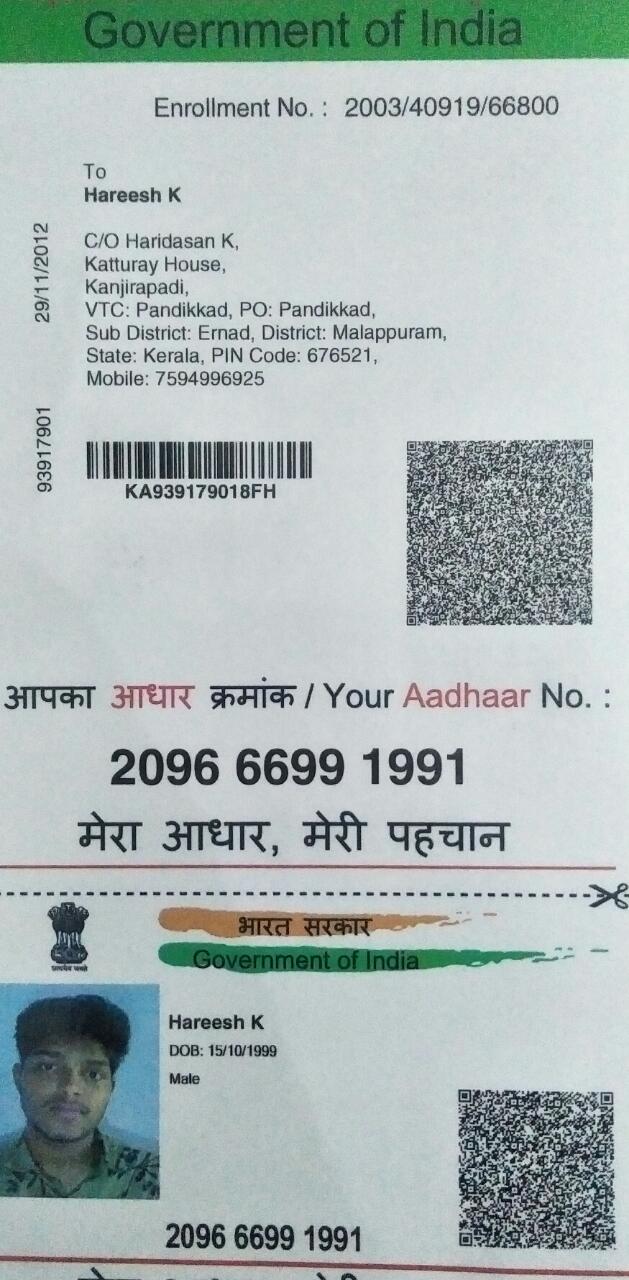 Government of India
Enrollment No. : 2003/40919/66800
To
Hareesh K
C/O Haridasan K,
Katturay House,
Kanjirapadi,
VTC: Pandikkad, PO: Pandikkad,
Sub District: Ernad, District: Malappuram,
State: Kerala, PIN Code: 676521,
Mobile: 7594996925
29/11/2012
93917901
KA939179018FH
आपका आधार क्रमांक / Your Aadhaar No. :
2096 6699 1991
मेरा आधार, मेरी पहचान
भारत सरकार
Government of India
सत्यमेव जयते
Hareesh K
DOB: 15/10/1999
Male
2096 6699 1991